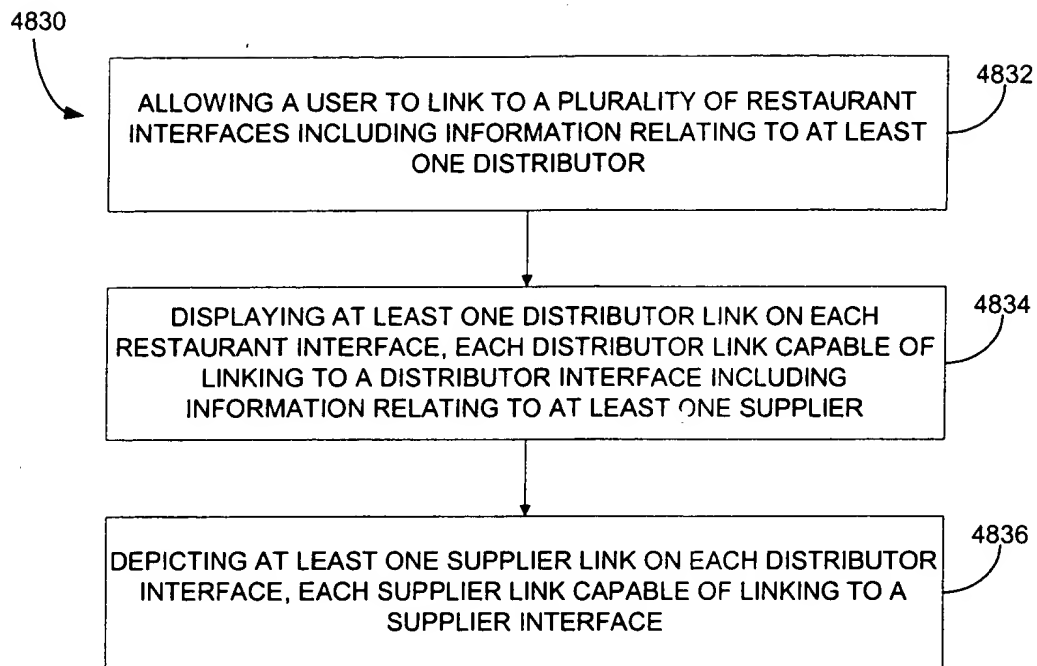 4830
4832
ALLOWING A USER TO LINK TO A PLURALITY OF RESTAURANT
INTERFACES INCLUDING INFORMATION RELATING TO AT LEAST
ONE DISTRIBUTOR
4834
DISPLAYING AT LEAST ONE DISTRIBUTOR LINK ON EACH
RESTAURANT INTERFACE, EACH DISTRIBUTOR LINK CAPABLE OF
LINKING TO A DISTRIBUTOR INTERFACE INCLUDING
INFORMATION RELATING TO AT LEAST ONE SUPPLIER
4836
DEPICTING AT LEAST ONE SUPPLIER LINK ON EACH DISTRIBUTOR
INTERFACE, EACH SUPPLIER LINK CAPABLE OF LINKING TO A
SUPPLIER INTERFACE